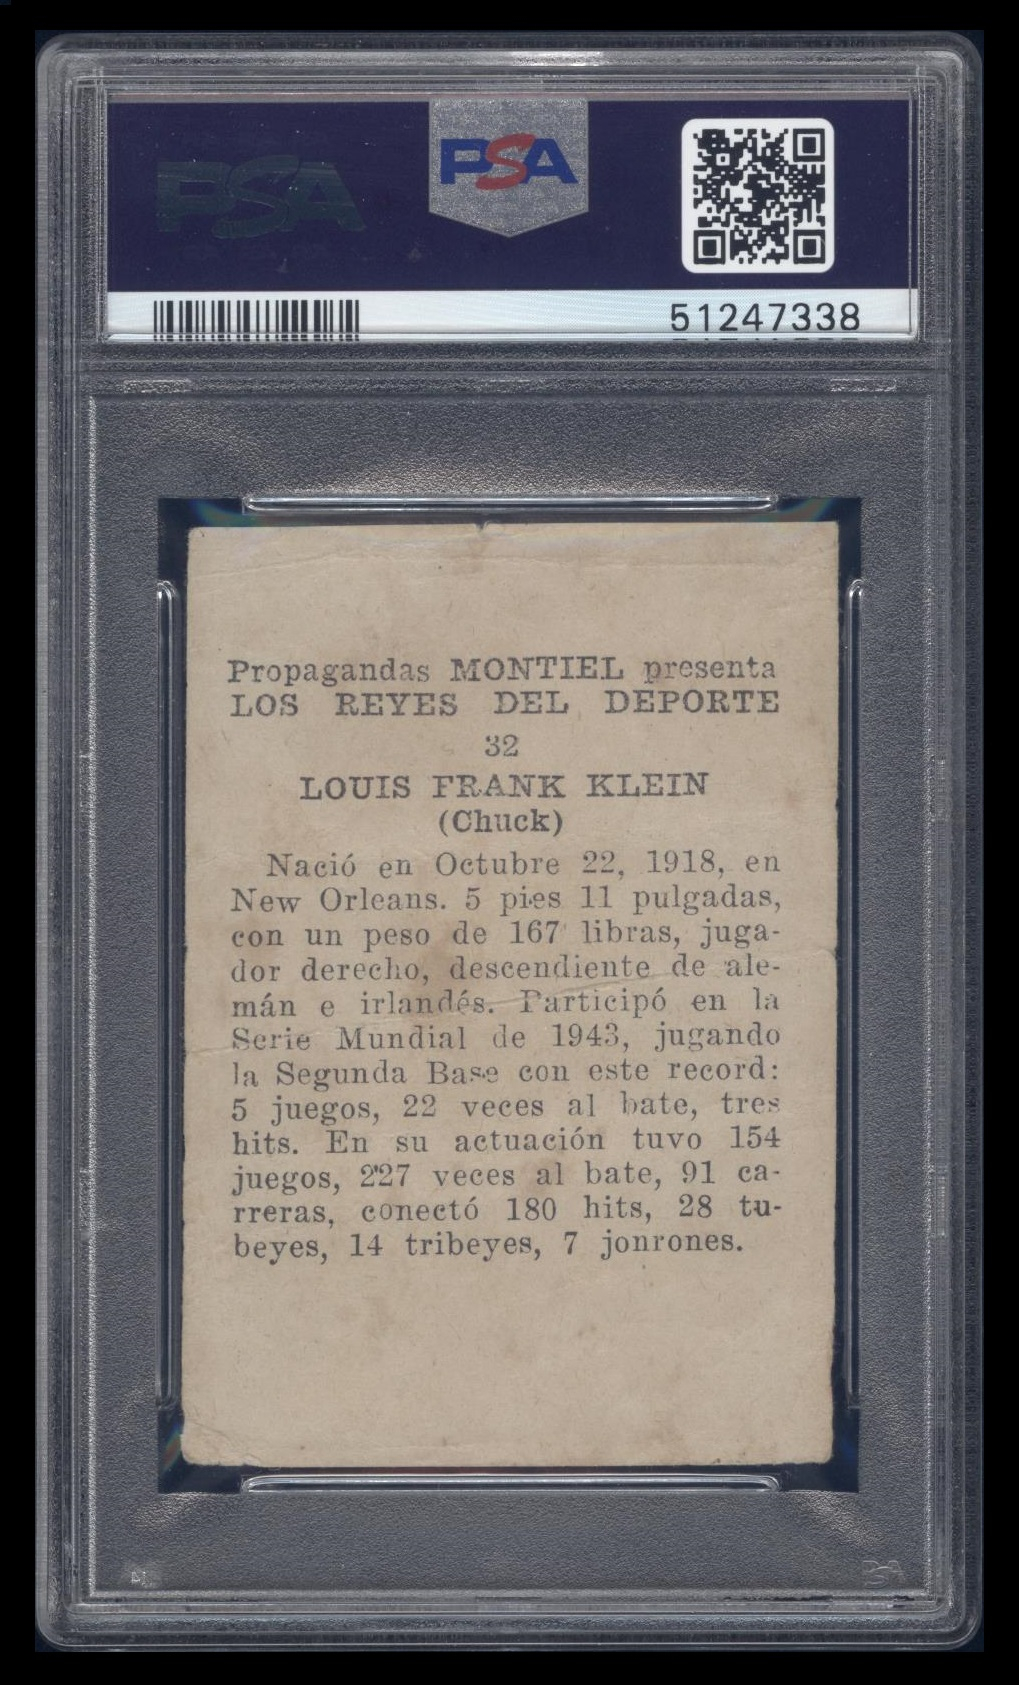 PSA
PSA
51247338
Propagandas MONTIEL presenta
LOS REYES DEL DEPORTE
32
LOUIS FRANK KLEIN
(Chuck)
Nació en Octubre 22, 1918, en
New Orleans. 5 pies 11 pulgadas,
con un peso de 167 libras, juga-
dor derecho, descendiente de ale-
mán e irlandés. Participó en la
Serie Mundial de 1943, jugando
la Segunda Base con este record:
5 juegos, 22 veces al bate, tres
hits. En su actuación tuvo 154
juegos, 2'27 veces al bate, 91 ca-
rreras, conectó 180 hits, 28 tu-
beyes, 14 tribeyes, 7 jonrones.